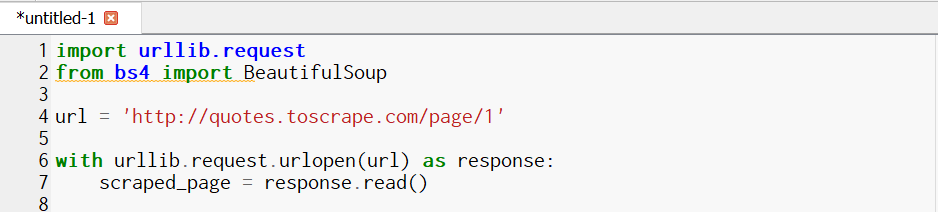 *untitled-1
1 import urllib.request
2 from bs4 import BeautifulSoup
3
4 url = 'http://quotes.toscrape.com/page/1'
5
6 with urllib.request.urlopen(url) as response:
7     scraped_page = response.read()
8